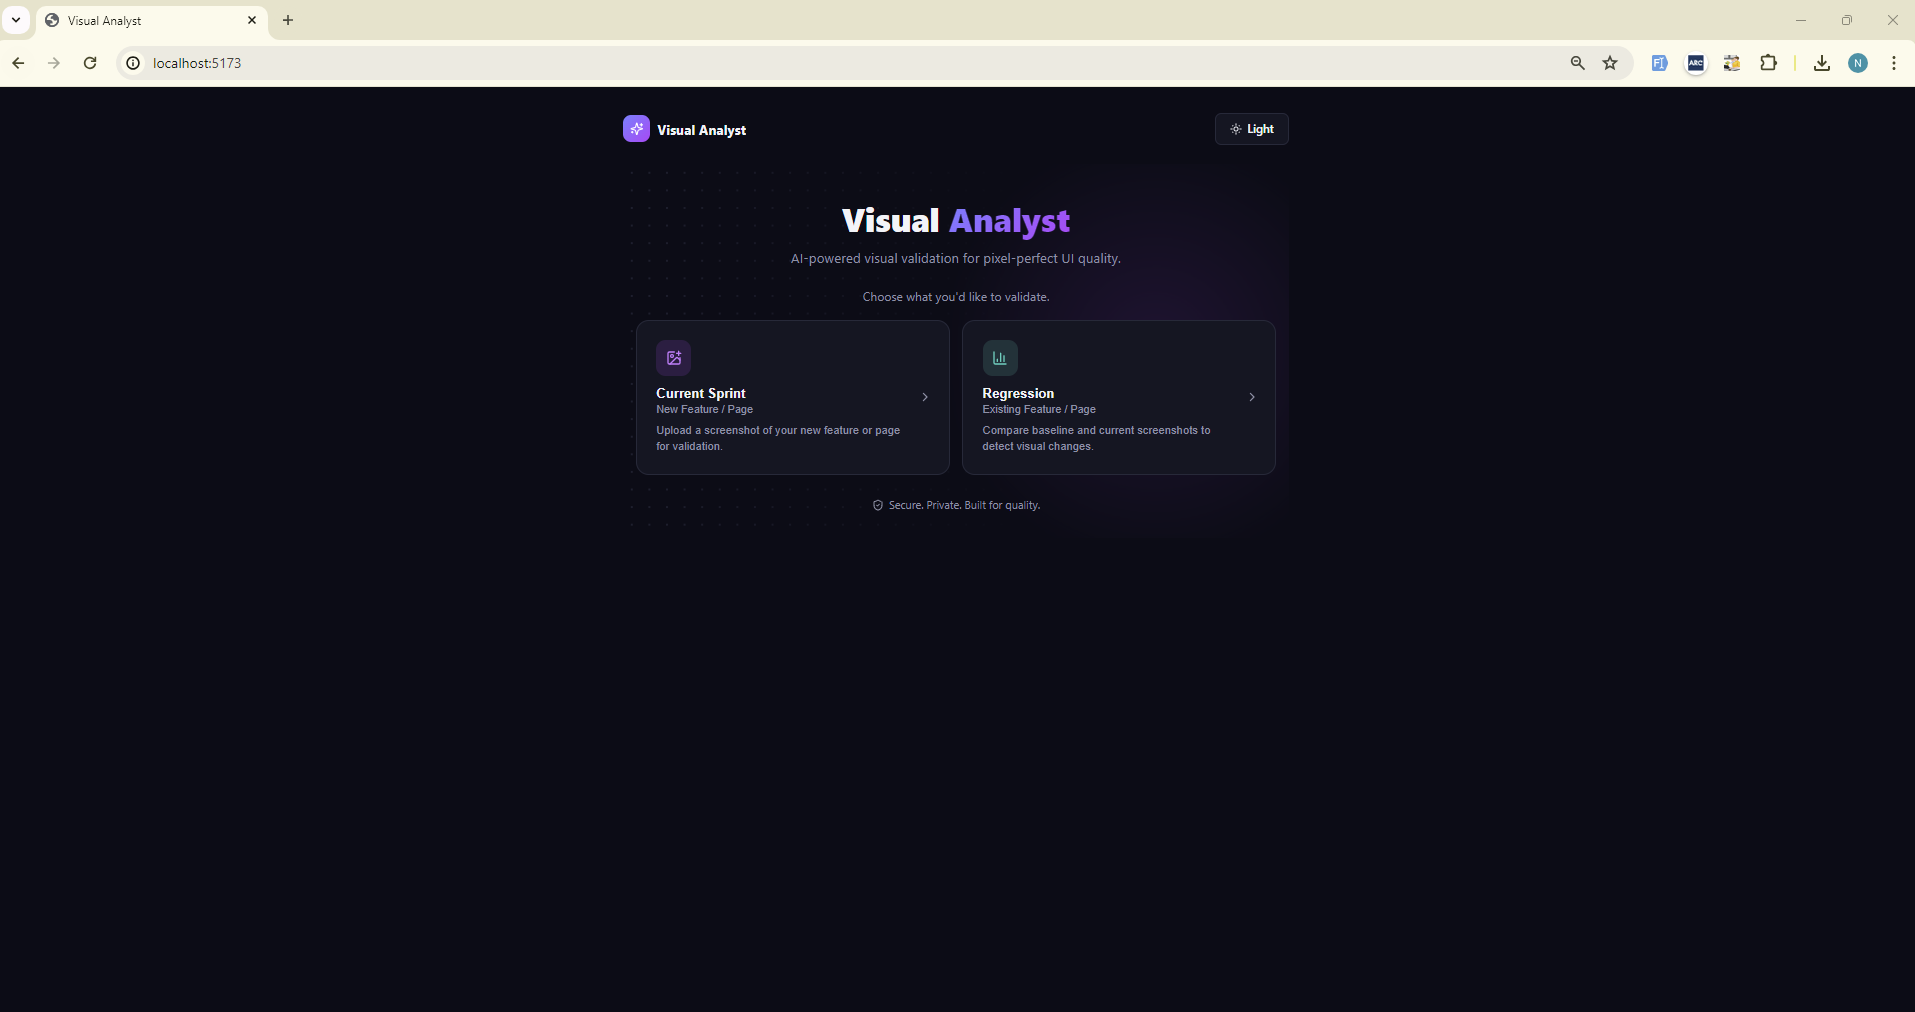 Visual Analyst
localhost:5173
FI
ARC
N
Visual Analyst
Light
Visual Analyst
AI-powered visual validation for pixel-perfect UI quality.
Choose what you'd like to validate.
Current Sprint
New Feature / Page
Upload a screenshot of your new feature or page
for validation.
Regression
Existing Feature / Page
Compare baseline and current screenshots to
detect visual changes.
Secure. Private. Built for quality.